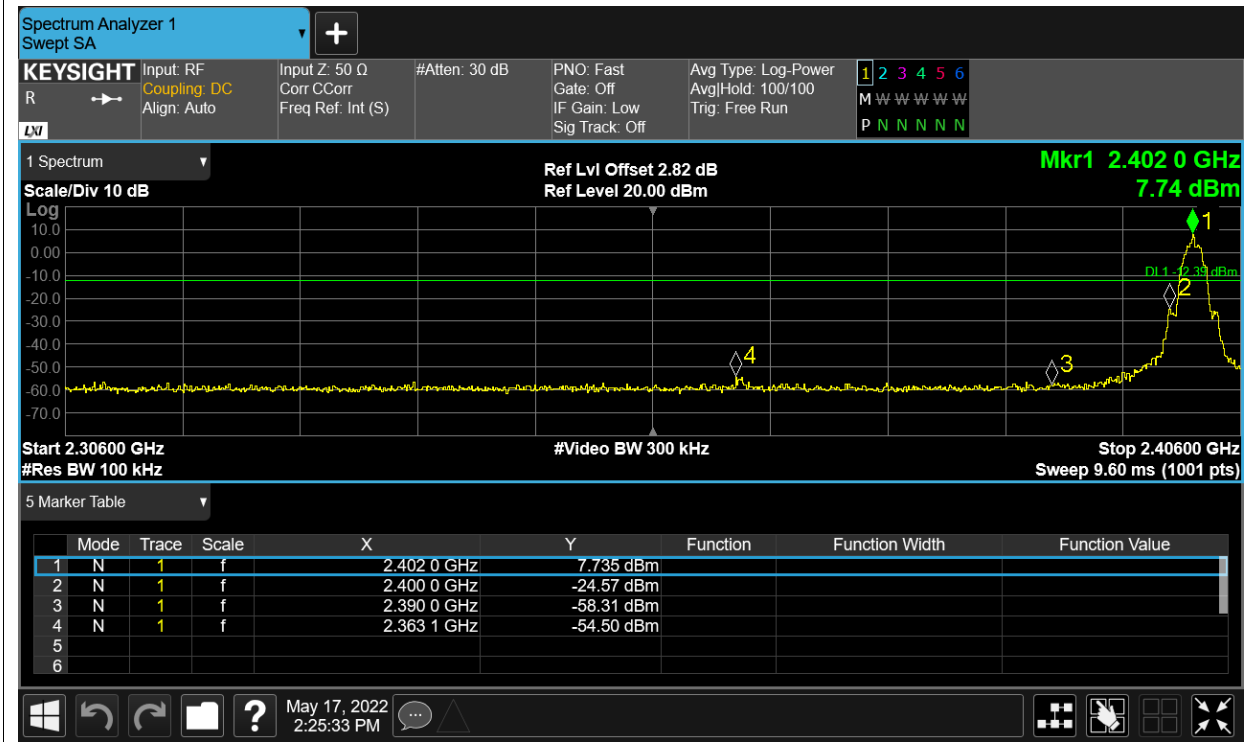 Spectrum Analyzer 1
Swept SA
+
KEYSIGHT Input: RF Input Z: 50 Ω #Atten: 30 dB PNO: Fast Avg Type: Log-Power 1 2 3 4 5 6
R Coupling: DC Corr CCorr Gate: Off Avg|Hold: 100/100 M W W W W W
Align: Auto Freq Ref: Int (S) IF Gain: Low Trig: Free Run
LXI Sig Track: Off P N N N N N N
1 Spectrum Ref Lvl Offset 2.82 dB Mkr1 2.402 0 GHz
Scale/Div 10 dB Ref Level 20.00 dBm 7.74 dBm
Log
1
10.0
0.00
DL1 -12.39 dBm
-10.0
2
-20.0
-30.0
-40.0
4
3
-50.0
-60.0
-70.0
Start 2.30600 GHz #Video BW 300 kHz Stop 2.40600 GHz
#Res BW 100 kHz Sweep 9.60 ms (1001 pts)
5 Marker Table
Mode Trace Scale X Y Function Function Width Function Value
1 N 1 f 2.402 0 GHz 7.735 dBm
2 N 1 f 2.400 0 GHz -24.57 dBm
3 N 1 f 2.390 0 GHz -58.31 dBm
4 N 1 f 2.363 1 GHz -54.50 dBm
5
6
? May 17, 2022
2:25:33 PM